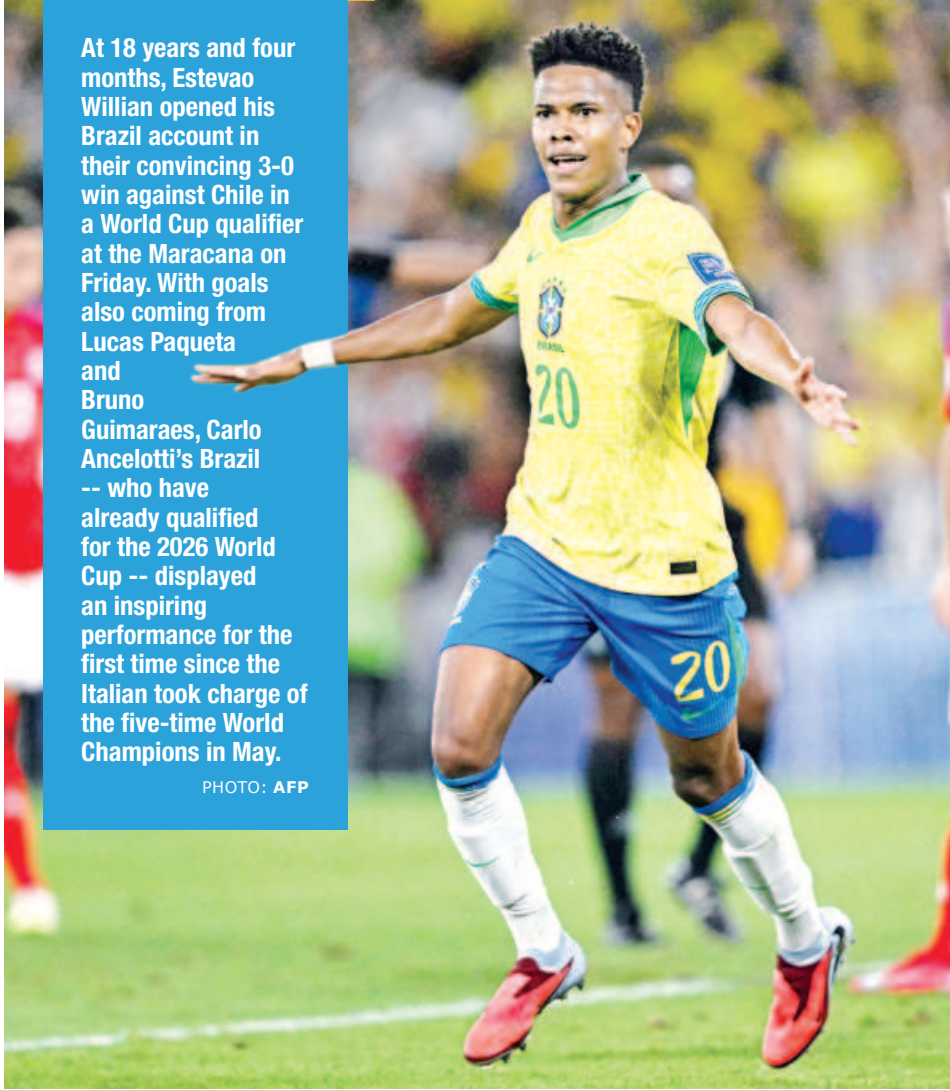 At 18 years and four
months, Estevao
Willian opened his
Brazil account in
their convincing 3-0
win against Chile in
a World Cup qualifier
at the Maracana on
Friday. With goals
also coming from
Lucas Paqueta
and
Bruno
Guimaraes, Carlo
Ancelotti’s Brazil
-- who have
already qualified
for the 2026 World
Cup -- displayed
an inspiring
performance for the
first time since the
Italian took charge of
the five-time World
Champions in May.
PHOTO: AFP
BRASIL
20
20